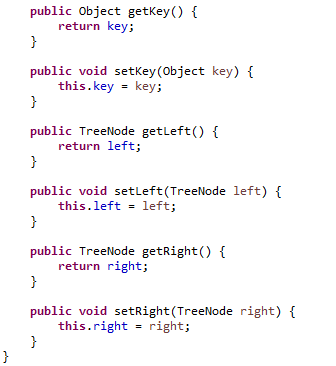 public Object getKey() {
return key;
}
public void setKey(Object key) {
this.key = key;
}
public TreeNode getLeft() {
return left;
}
public void setLeft(TreeNode left) {
this.left = left;
}
public TreeNode getRight() {
return right;
}
public void setRight(TreeNode right) {
this.right = right;
}
}